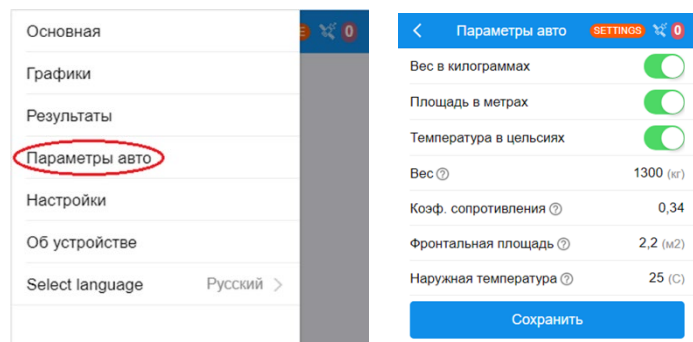 Основная
0
Графики
Результаты
Параметры авто
Настройки
Об устройстве
Select language Русский
Параметры авто SETTINGS 0
Вес в килограммах
Площадь в метрах
Температура в цельсиях
Вес ? 1300 (кг)
Коэф. сопротивления ? 0,34
Фронтальная площадь ? 2,2 (м2)
Наружная температура ? 25 (С)
Сохранить